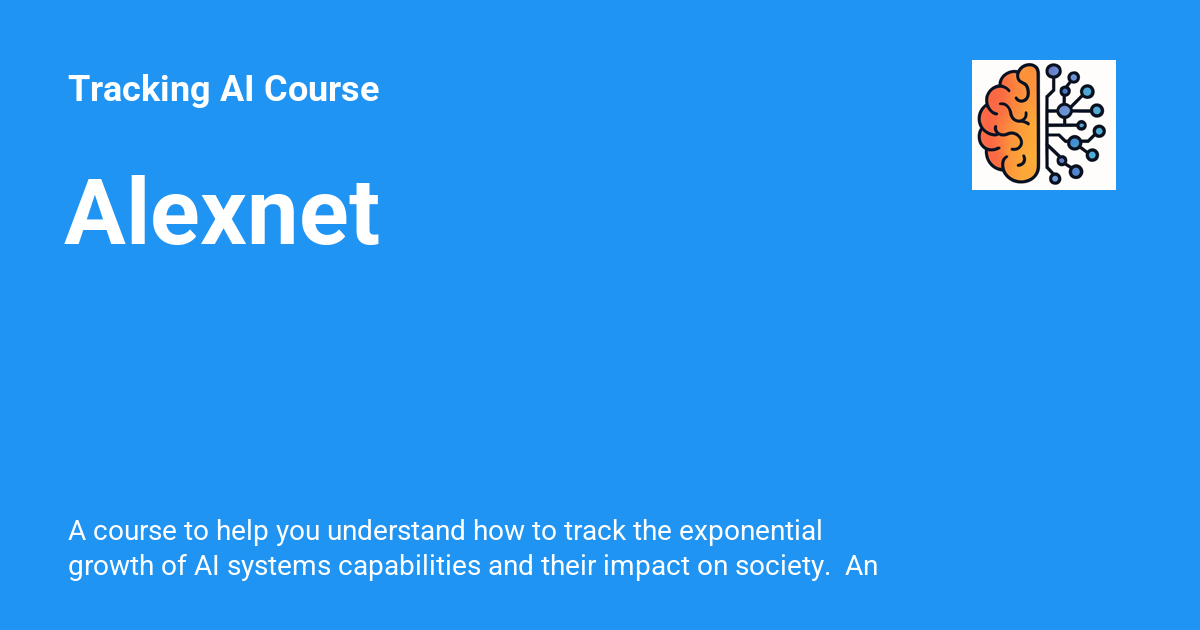 Tracking AI Course
Alexnet
A course to help you understand how to track the exponential
growth of AI systems capabilities and their impact on society.  An